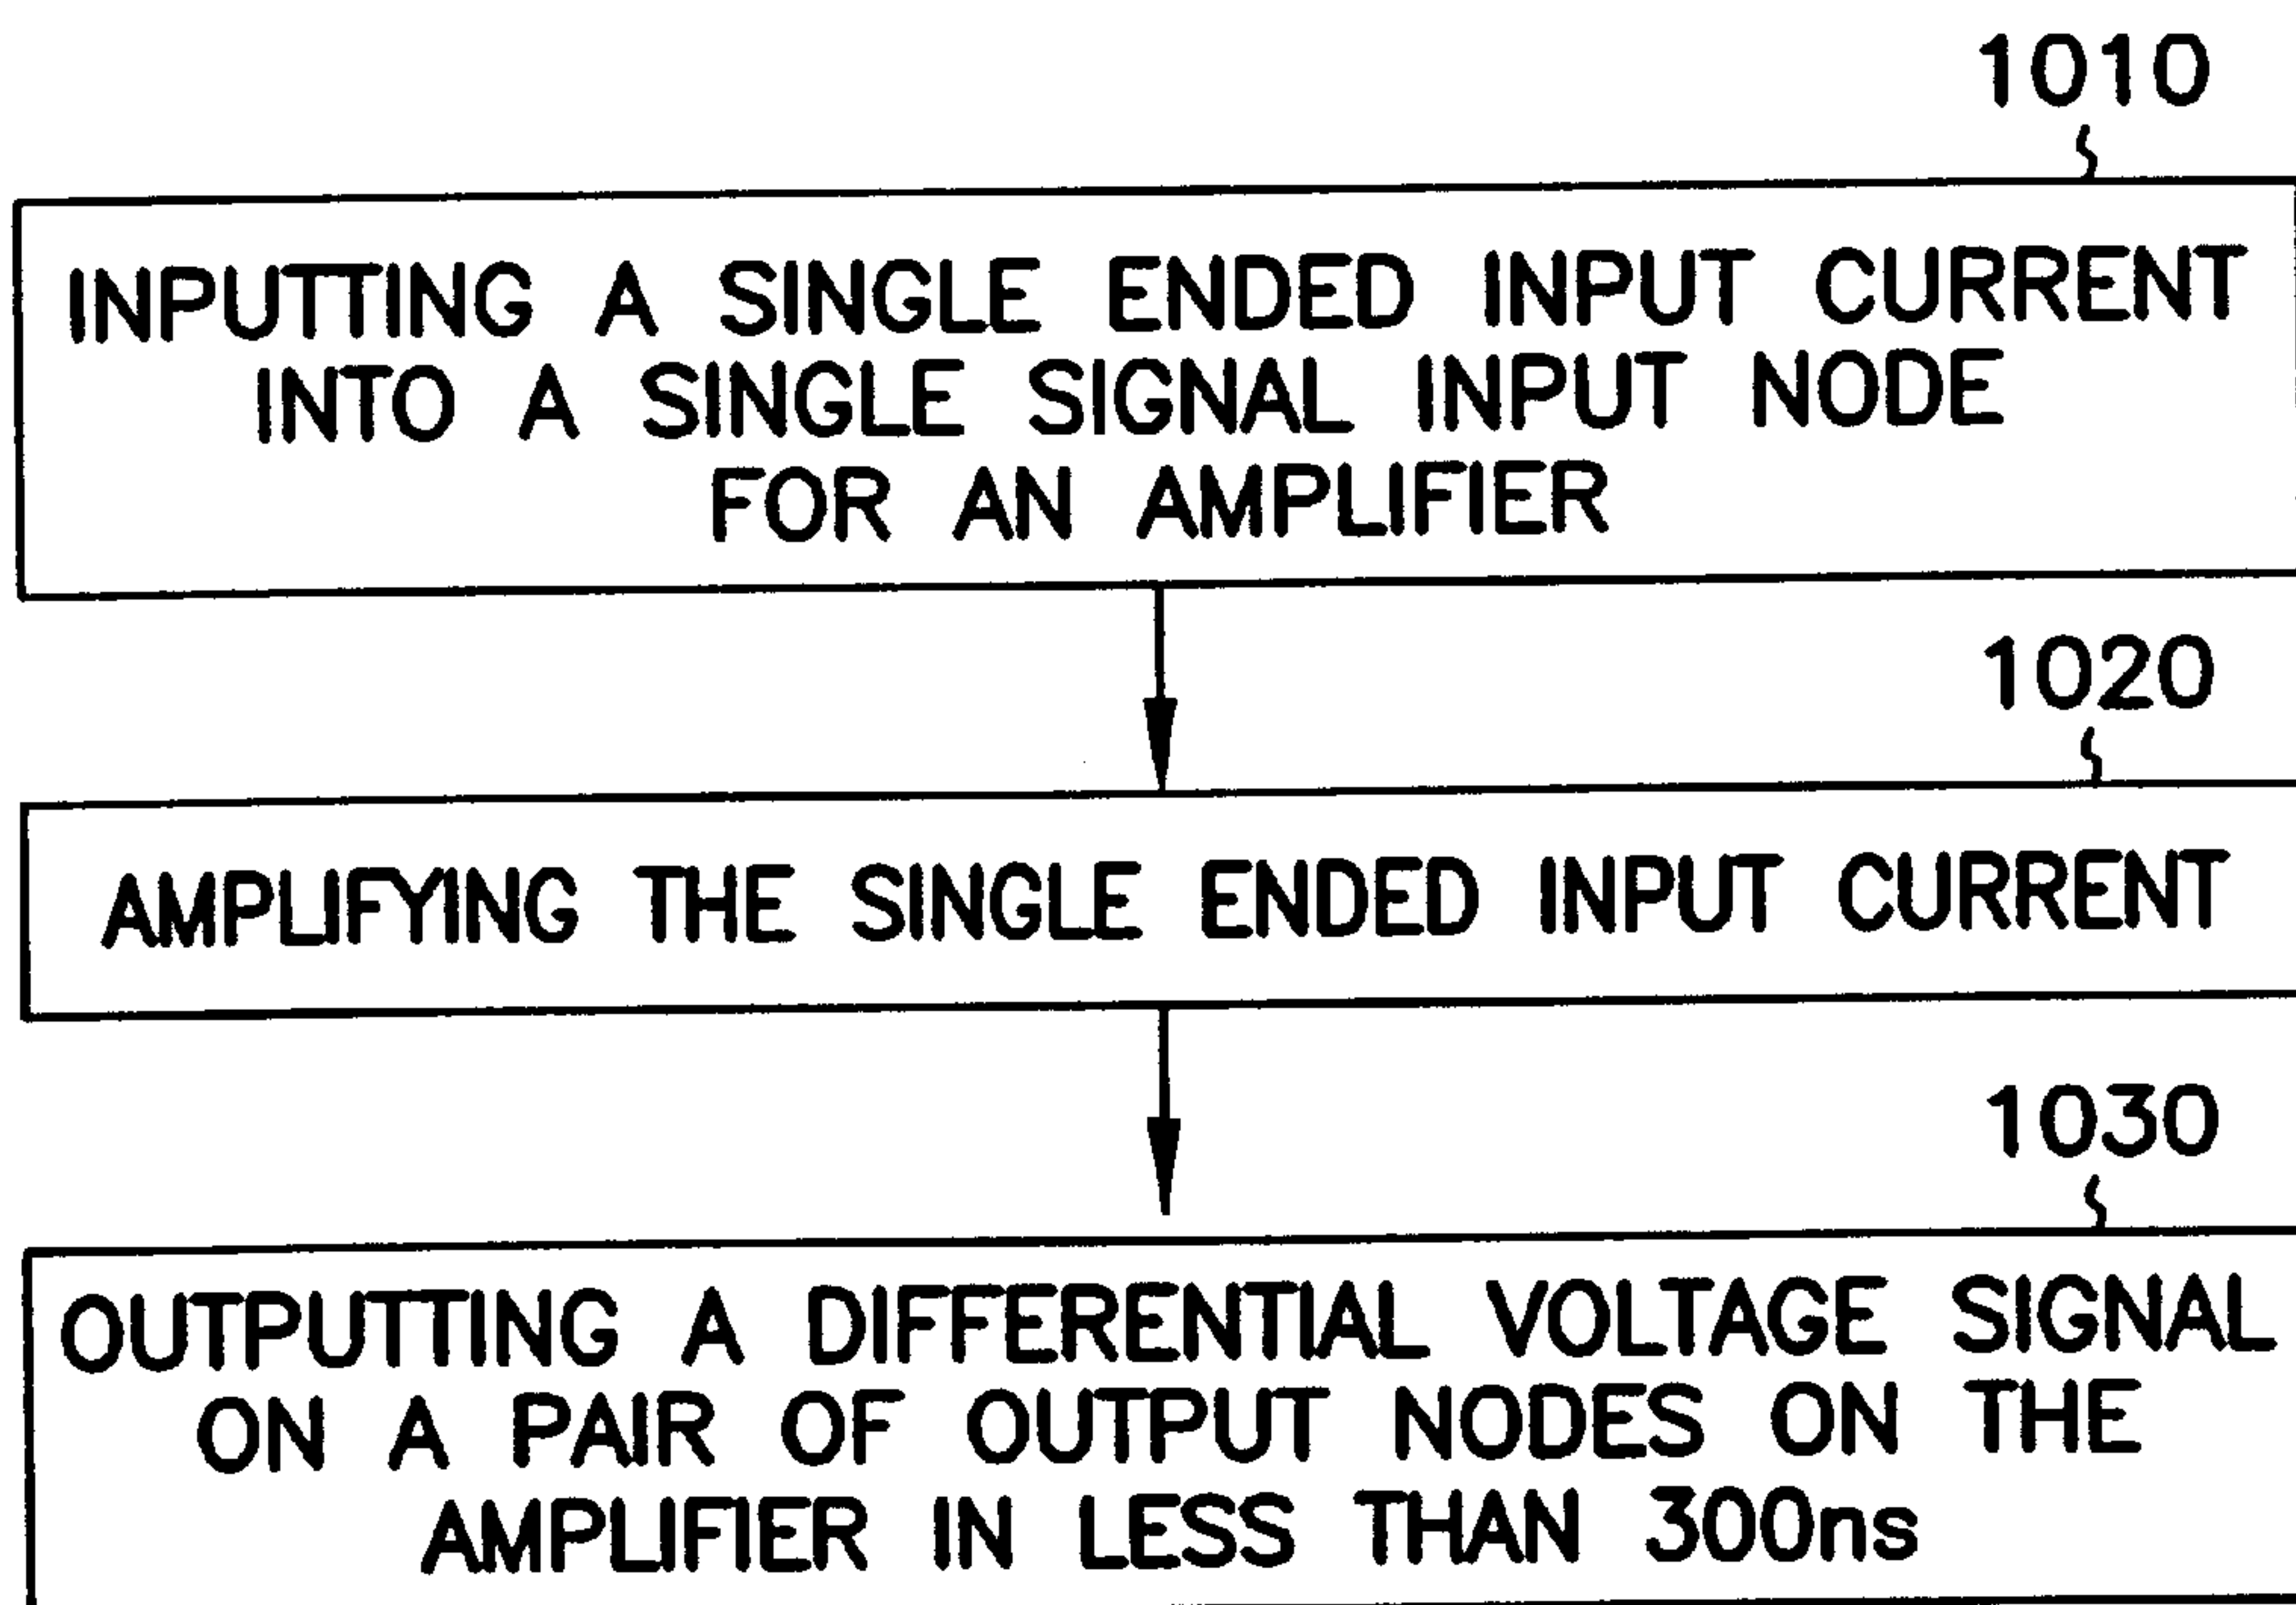 1010
INPUTTING A SINGLE ENDED INPUT CURRENT
INTO A SINGLE SIGNAL INPUT NODE
FOR AN AMPLIFIER
1020
AMPLIFYING THE SINGLE ENDED INPUT CURRENT
1030
OUTPUTTING A DIFFERENTIAL VOLTAGE SIGNAL
ON A PAIR OF OUTPUT NODES ON THE
AMPLIFIER IN LESS THAN 300ns